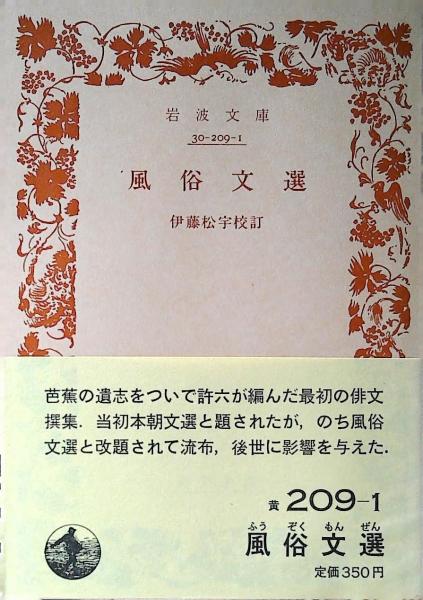 岩波文庫
30-209-1
風俗文選
伊藤松宇校訂
芭蕉の遺志をついで許六が編んだ最初の俳文
撰集．当初本朝文選と題されたが，のち風俗
文選と改題されて流布，後世に影響を与えた．
黄 209-1
ふう ぞく もん ぜん
風俗文選
定価350円